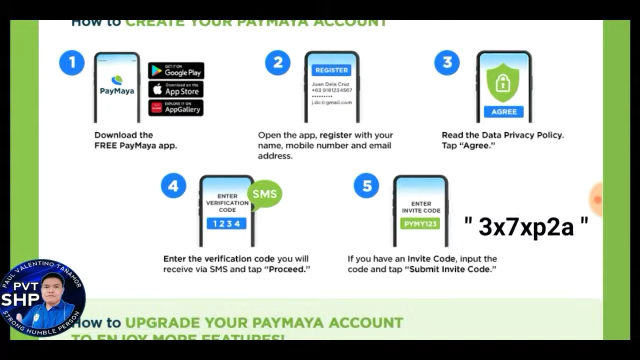 How to CREATE YOUR PAYMAYA ACCOUNT
1
PayMaya
GET IT ON
Google Play
Download on the
App Store
EXPLORE IT ON
AppGallery
Download the
FREE PayMaya app.
2
REGISTER
Juan Dela Cruz
+63 9181234567
•••••••••
j.dc@gmail.com
Open the app, register with your
name, mobile number and email
address.
3
AGREE
Read the Data Privacy Policy.
Tap “Agree.”
4
ENTER
VERIFICATION
CODE
1 2 3 4
SMS
Enter the verification code you will
receive via SMS and tap “Proceed.”
5
ENTER
INVITE CODE
PYMY123
If you have an Invite Code, input the
code and tap “Submit Invite Code.”
" 3x7xp2a "
PAUL VALENTINO TANAMOR
PVT
SHP
STRONG HUMBLE PERSON
How to UPGRADE YOUR PAYMAYA ACCOUNT
TO ENJOY MORE FEATURES!